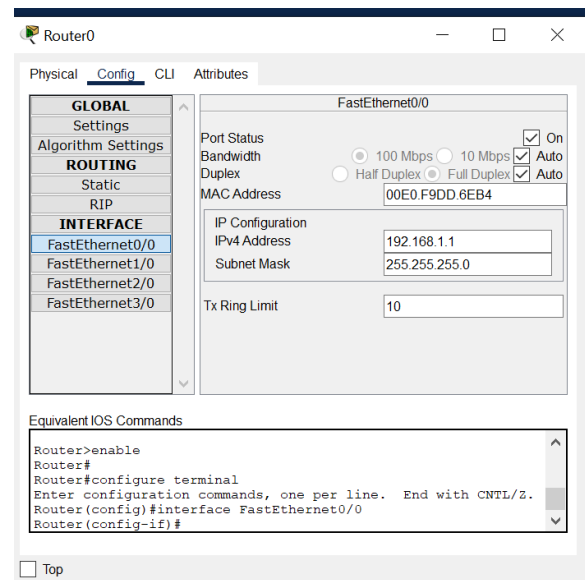 Router0
Physical Config CLI Attributes
GLOBAL
Settings
Algorithm Settings
ROUTING
Static
RIP
INTERFACE
FastEthernet0/0
FastEthernet1/0
FastEthernet2/0
FastEthernet3/0
FastEthernet0/0
Port Status On
Bandwidth 100 Mbps 10 Mbps Auto
Duplex Half Duplex Full Duplex Auto
MAC Address 00E0.F9DD.6EB4
IP Configuration
IPv4 Address 192.168.1.1
Subnet Mask 255.255.255.0
Tx Ring Limit 10
Equivalent IOS Commands
Router>enable
Router#
Router#configure terminal
Enter configuration commands, one per line. End with CNTL/Z.
Router(config)#interface FastEthernet0/0
Router(config-if)#
Top